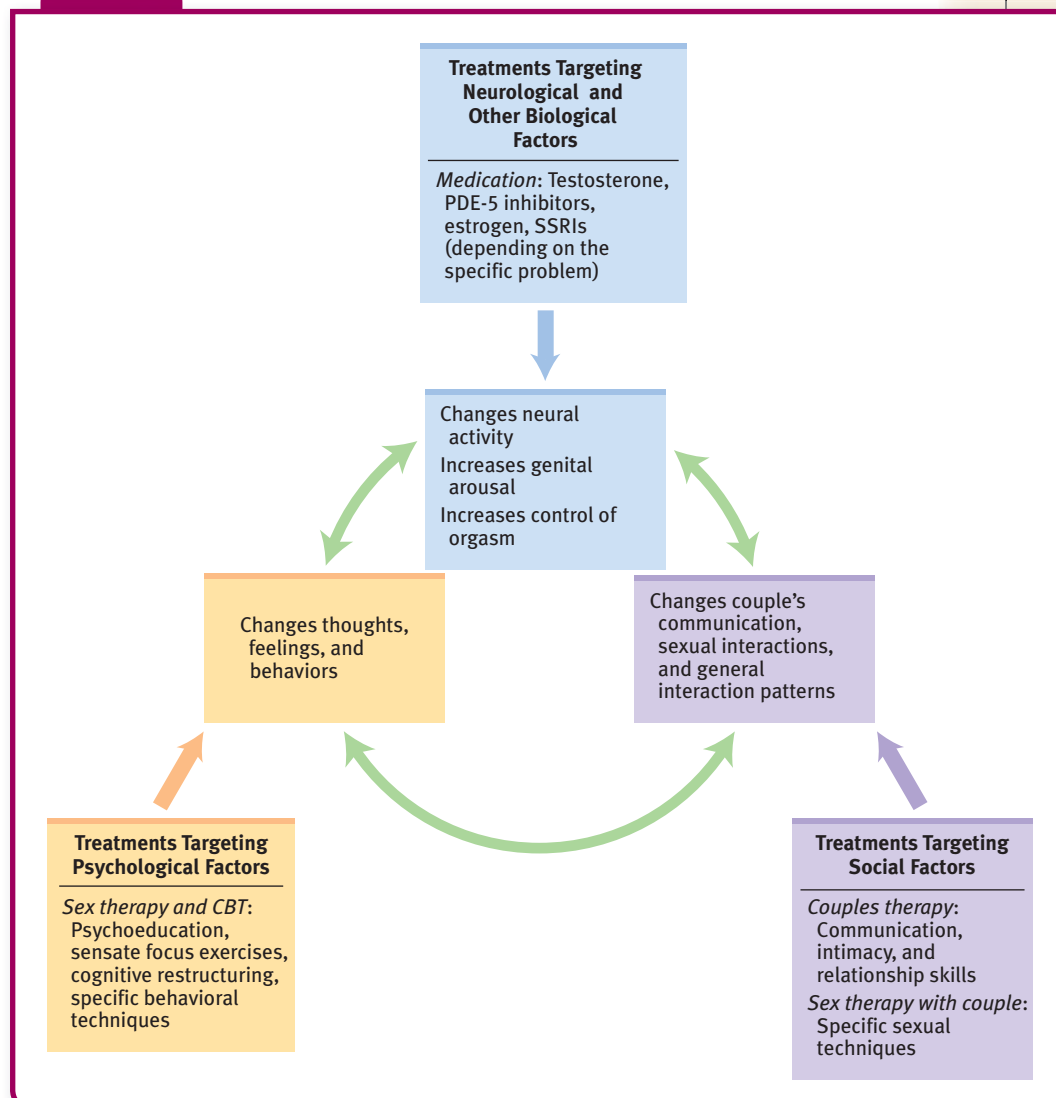 Treatments Targeting
Neurological and
Other Biological
Factors
Medication: Testosterone,
PDE-5 inhibitors,
estrogen, SSRIs
(depending on the
specific problem)
Changes neural
activity
Increases genital
arousal
Increases control of
orgasm
Changes thoughts,
feelings, and
behaviors
Changes couple’s
communication,
sexual interactions,
and general
interaction patterns
Treatments Targeting
Psychological Factors
Sex therapy and CBT:
Psychoeducation,
sensate focus exercises,
cognitive restructuring,
specific behavioral
techniques
Treatments Targeting
Social Factors
Couples therapy:
Communication,
intimacy, and
relationship skills
Sex therapy with couple:
Specific sexual
techniques